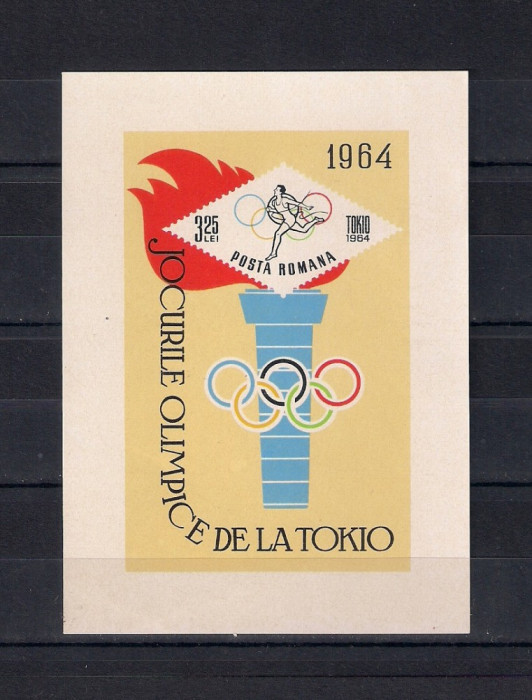 1964
3.25
LEI
TOKIO
1964
POSTA ROMANA
JOCURILE OLIMPICE DE LA TOKIO